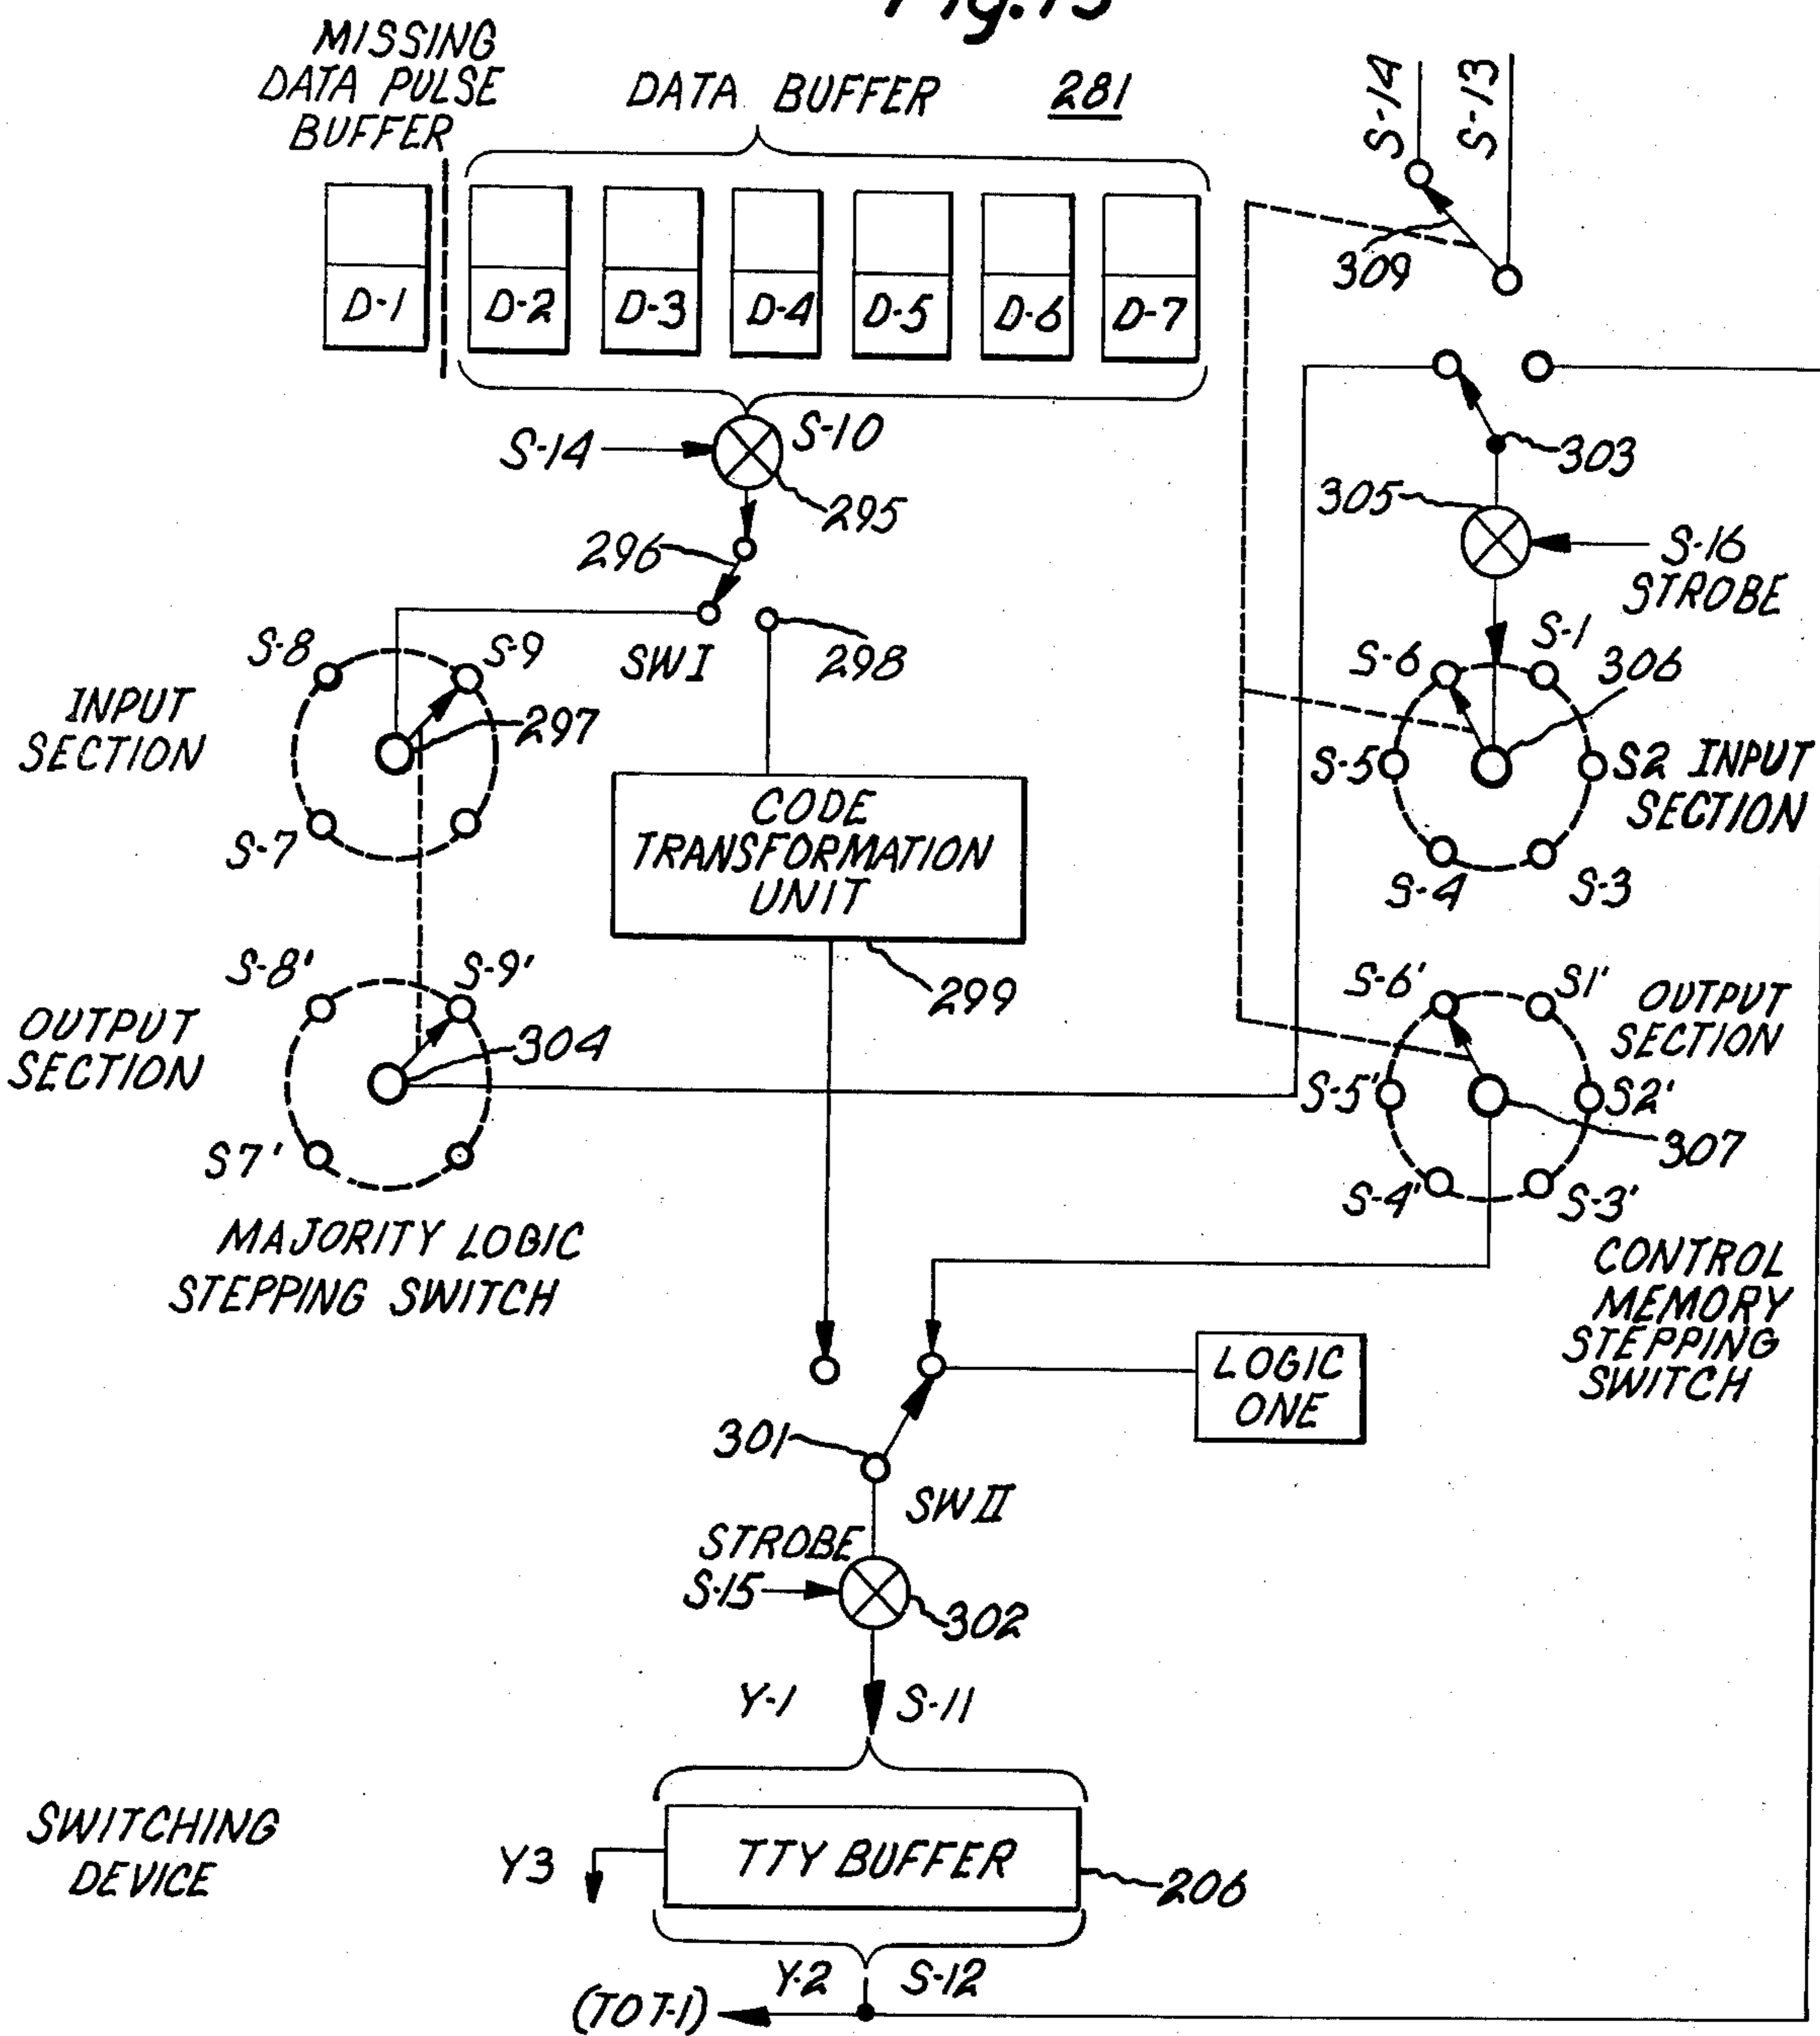 Fig. 13
MISSING
DATA PULSE
BUFFER
DATA BUFFER 281
S-14
S-13
309
D-1
D-2
D-3
D-4
D-5
D-6
D-7
S-14
S-10
295
303
305
S-16
STROBE
296
SW I
298
S-8
S-9
INPUT
SECTION
297
S-7
S-6
S-1
306
S-5
S2 INPUT
SECTION
S-4
S-3
CODE
TRANSFORMATION
UNIT
299
S-8'
S-9'
OUTPUT
SECTION
304
S7'
MAJORITY LOGIC
STEPPING SWITCH
S-6'
S1'
OUTPUT
SECTION
S-5'
S2'
307
S-4'
S-3'
CONTROL
MEMORY
STEPPING
SWITCH
LOGIC
ONE
301
SW II
STROBE
S-15
302
Y-1
S-11
SWITCHING
DEVICE
Y3
TTY BUFFER
206
Y-2
S-12
(TO T-1)